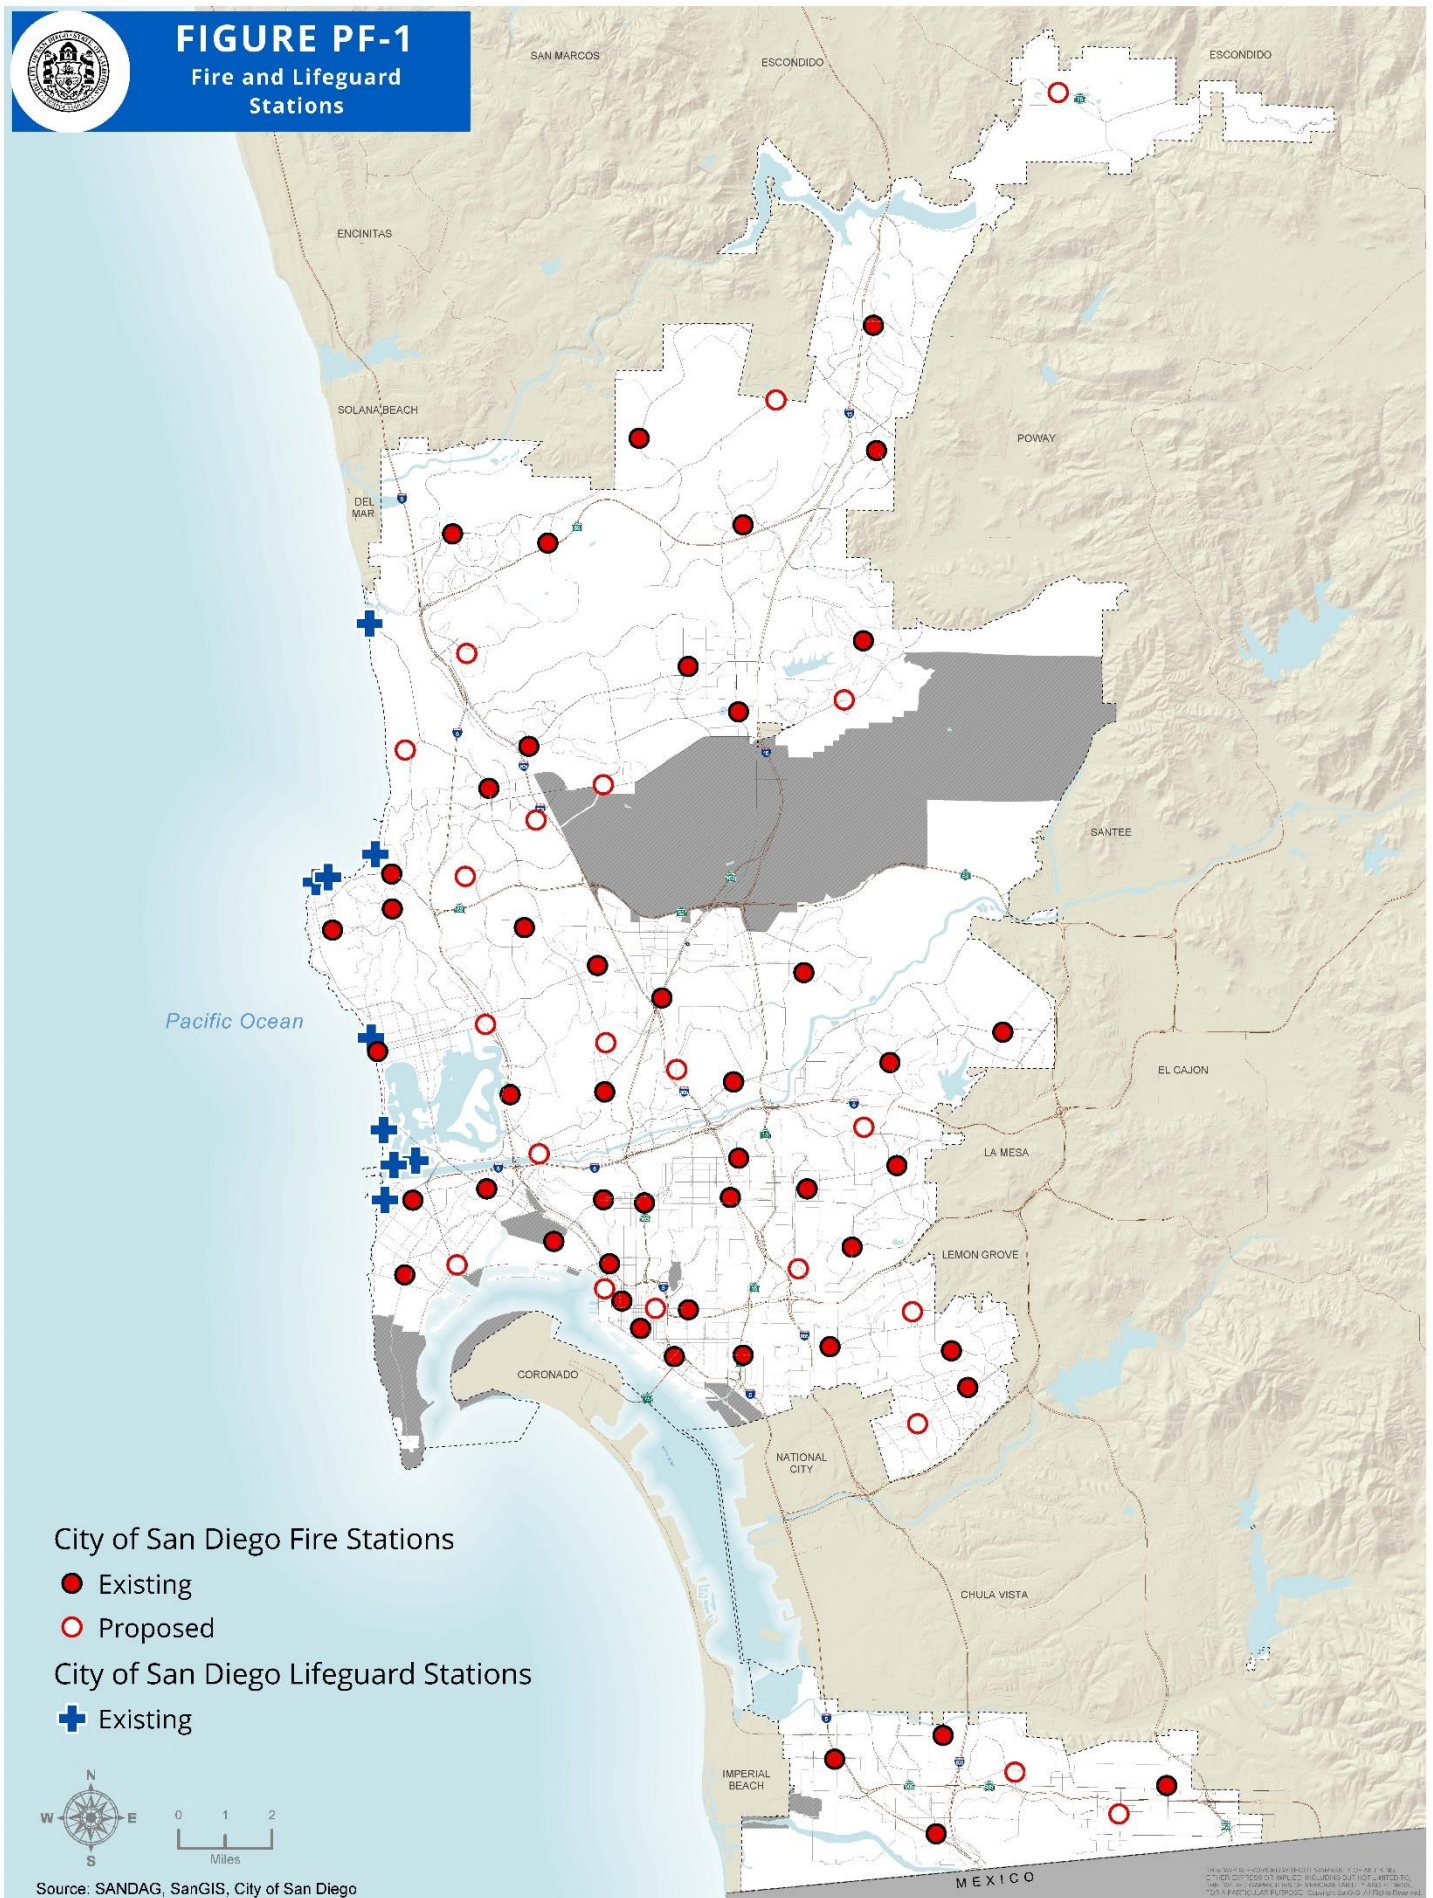 FIGURE PF-1
Fire and Lifeguard
Stations
SAN MARCOS
ESCONDIDO
ESCONDIDO
ENCINITAS
SOLANA BEACH
POWAY
DEL
MAR
SANTEE
Pacific Ocean
EL CAJON
LA MESA
LEMON GROVE
CORONADO
NATIONAL
CITY
City of San Diego Fire Stations
Existing
Proposed
City of San Diego Lifeguard Stations
Existing
CHULA VISTA
IMPERIAL
BEACH
N
W E
S
0 1 2
Miles
MEXICO
Source: SANDAG, SanGIS, City of San Diego